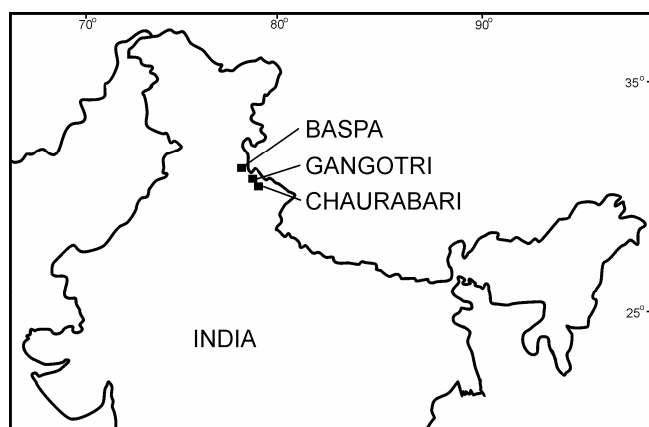 70° 80° 90°
35°
BASPA
GANGOTRI
CHAURABARI
25°
INDIA